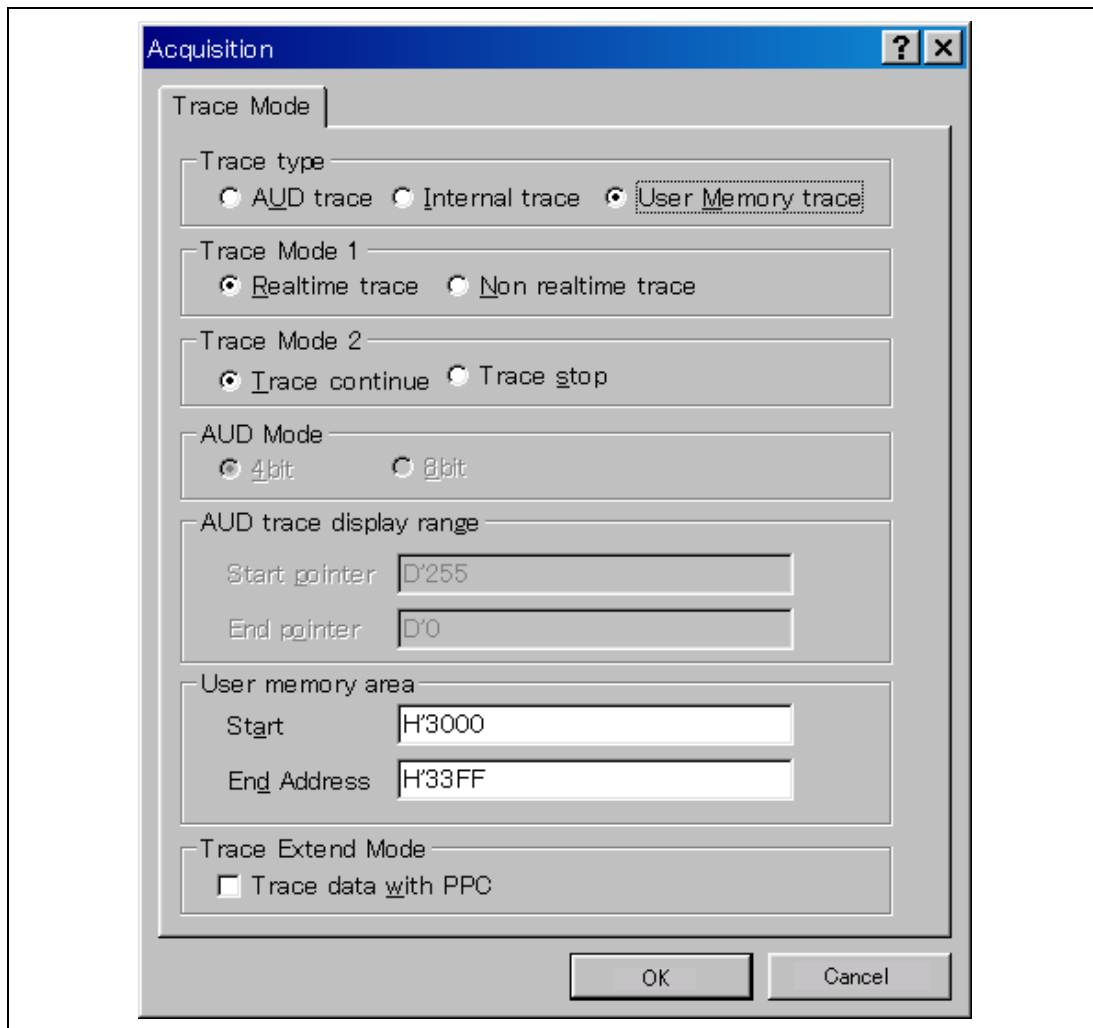 Acquisition
Trace Mode
Trace type
AUD trace Internal trace User Memory trace
Trace Mode 1
Realtime trace Non realtime trace
Trace Mode 2
Trace continue Trace stop
AUD Mode
4bit 8bit
AUD trace display range
Start pointer D'255
End pointer D'0
User memory area
Start H'3000
End Address H'33FF
Trace Extend Mode
Trace data with PPC
OK Cancel